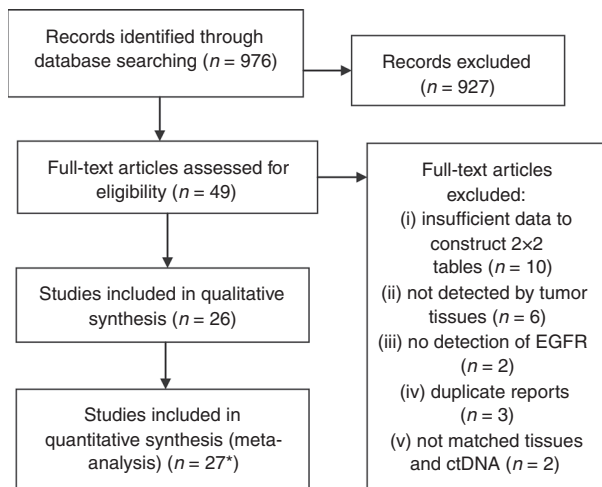 Records identified through
database searching (n = 976)
Records excluded
(n = 927)
Full-text articles assessed for
eligibility (n = 49)
Full-text articles
excluded:
(i) insufficient data to
construct 2×2
tables (n = 10)
(ii) not detected by tumor
tissues (n = 6)
(iii) no detection of EGFR
(n = 2)
(iv) duplicate reports
(n = 3)
(v) not matched tissues
and ctDNA (n = 2)
Studies included in qualitative
synthesis (n = 26)
Studies included in
quantitative synthesis (meta-
analysis) (n = 27*)